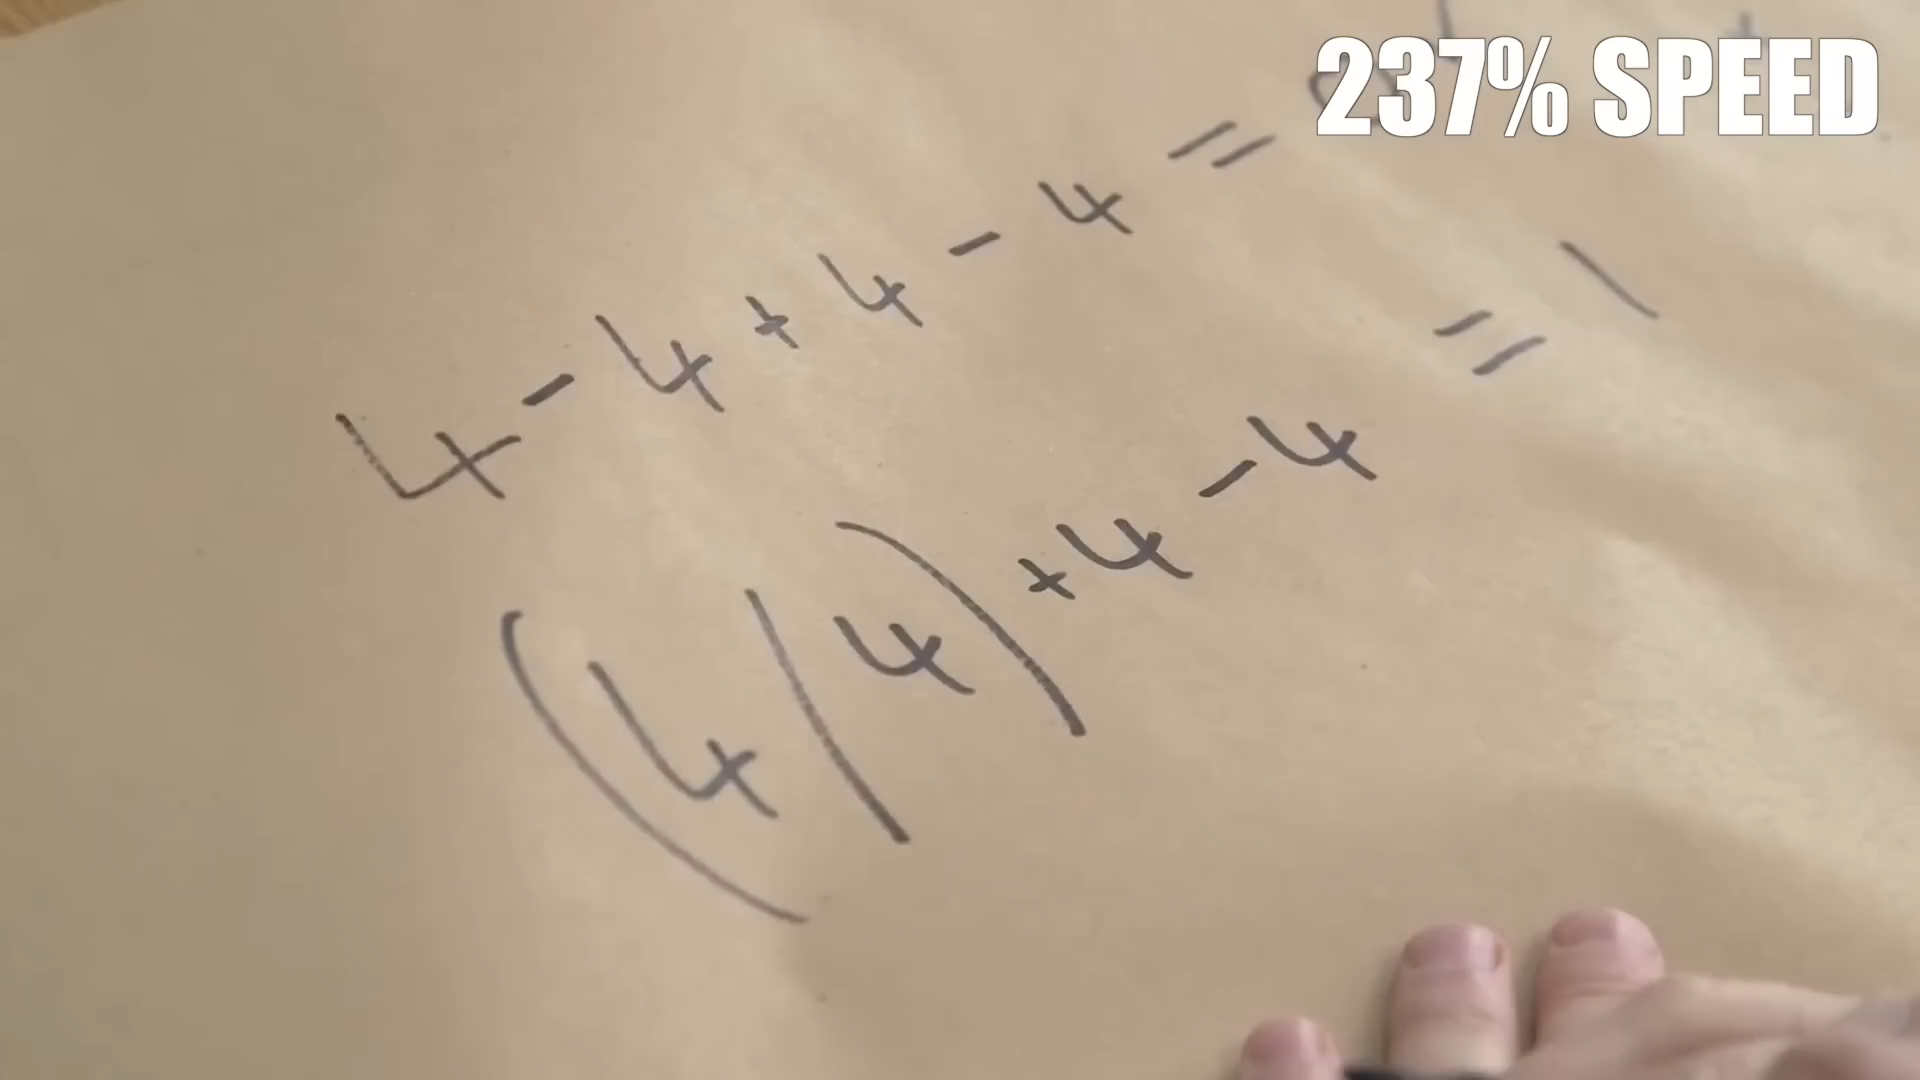 237% SPEED
4 - 4 + 4 - 4 =
(4/4) + 4 - 4 = 1